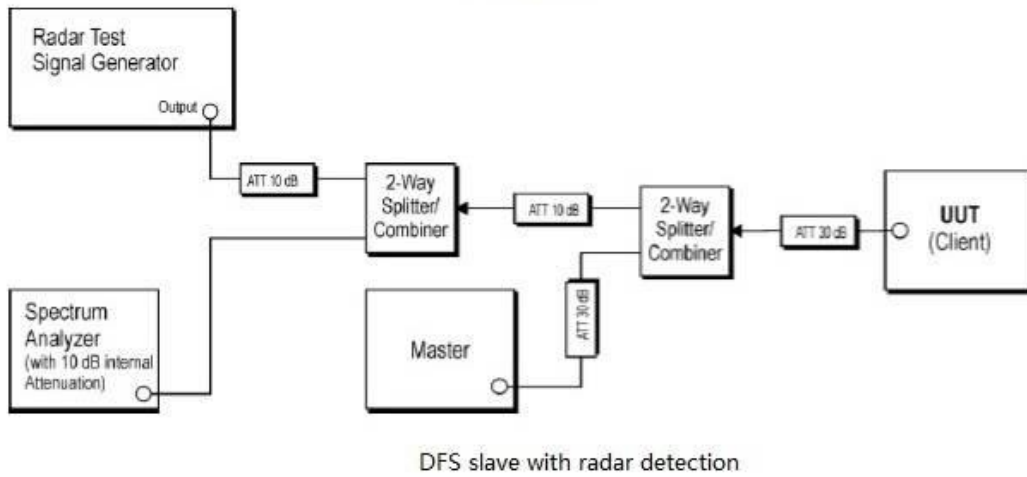 Radar Test
Signal Generator
Output
ATT 10 dB
2-Way
Splitter/
Combiner
ATT 10 dB
2-Way
Splitter/
Combiner
ATT 30 dB
UUT
(Client)
ATT 30 dB
Spectrum
Analyzer
(with 10 dB internal
Attenuation)
Master
DFS slave with radar detection